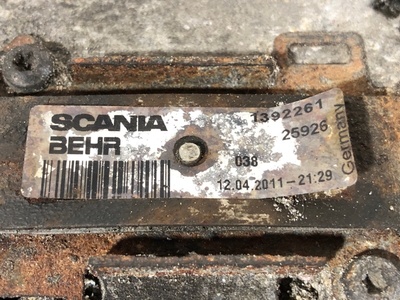 SCANIA 1392261
BEHR 25926
038
12.04.2011-21:29
Germany